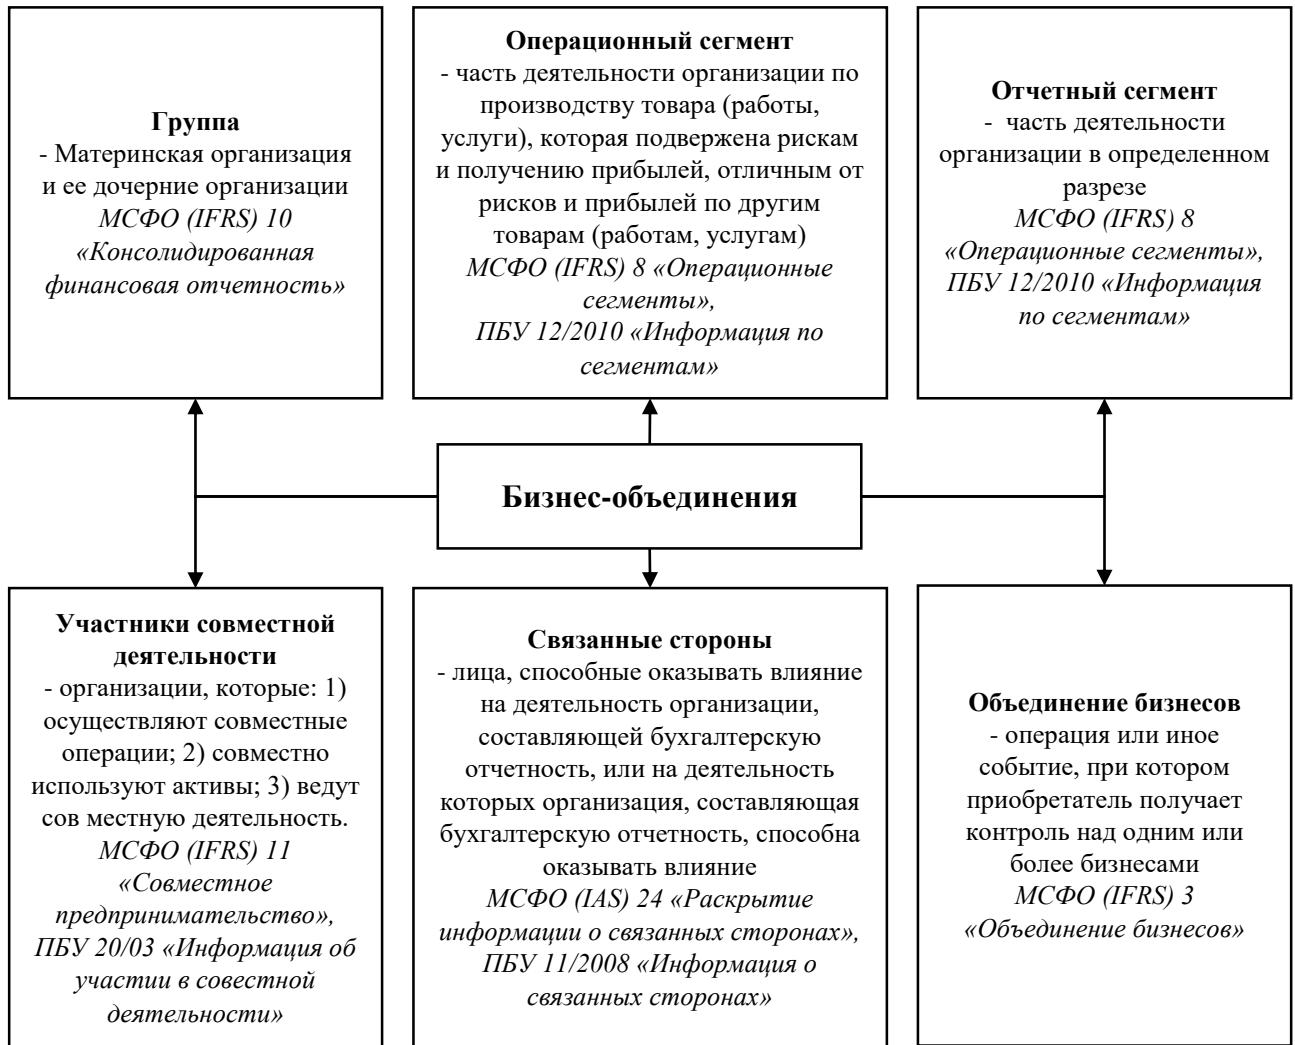 Группа
- Материнская организация
и ее дочерние организации
МСФО (IFRS) 10
«Консолидированная
финансовая отчетность»
Операционный сегмент
- часть деятельности организации по
производству товара (работы,
услуги), которая подвержена рискам
и получению прибылей, отличным от
рисков и прибылей по другим
товарам (работам, услугам)
МСФО (IFRS) 8 «Операционные
сегменты»,
ПБУ 12/2010 «Информация по
сегментам»
Отчетный сегмент
- часть деятельности
организации в определенном
разрезе
МСФО (IFRS) 8
«Операционные сегменты»,
ПБУ 12/2010 «Информация
по сегментам»
Бизнес-объединения
Участники совместной
деятельности
- организации, которые: 1)
осуществляют совместные
операции; 2) совместно
используют активы; 3) ведут
сов местную деятельность.
МСФО (IFRS) 11
«Совместное
предпринимательство»,
ПБУ 20/03 «Информация об
участии в совестной
деятельности»
Связанные стороны
- лица, способные оказывать влияние
на деятельность организации,
составляющей бухгалтерскую
отчетность, или на деятельность
которых организация, составляющая
бухгалтерскую отчетность, способна
оказывать влияние
МСФО (IAS) 24 «Раскрытие
информации о связанных сторонах»,
ПБУ 11/2008 «Информация о
связанных сторонах»
Объединение бизнесов
- операция или иное
событие, при котором
приобретатель получает
контроль над одним или
более бизнесами
МСФО (IFRS) 3
«Объединение бизнесов»